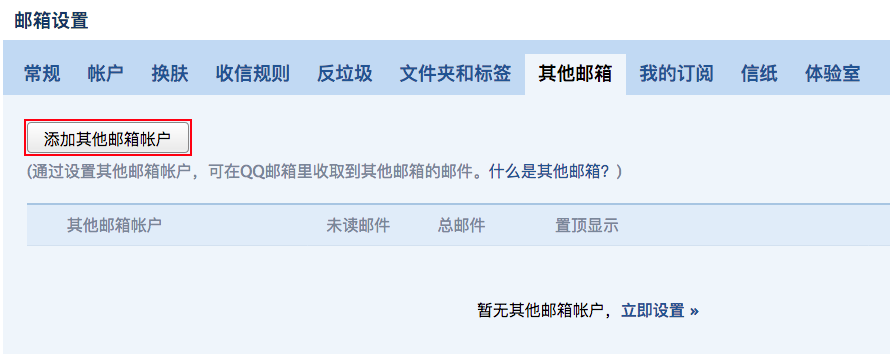 邮箱设置
常规 帐户 换肤 收信规则 反垃圾 文件夹和标签 其他邮箱 我的订阅 信纸 体验室
添加其他邮箱帐户
(通过设置其他邮箱帐户，可在QQ邮箱里收取到其他邮箱的邮件。什么是其他邮箱？)
其他邮箱帐户 未读邮件 总邮件 置顶显示
暂无其他邮箱帐户，立即设置 »